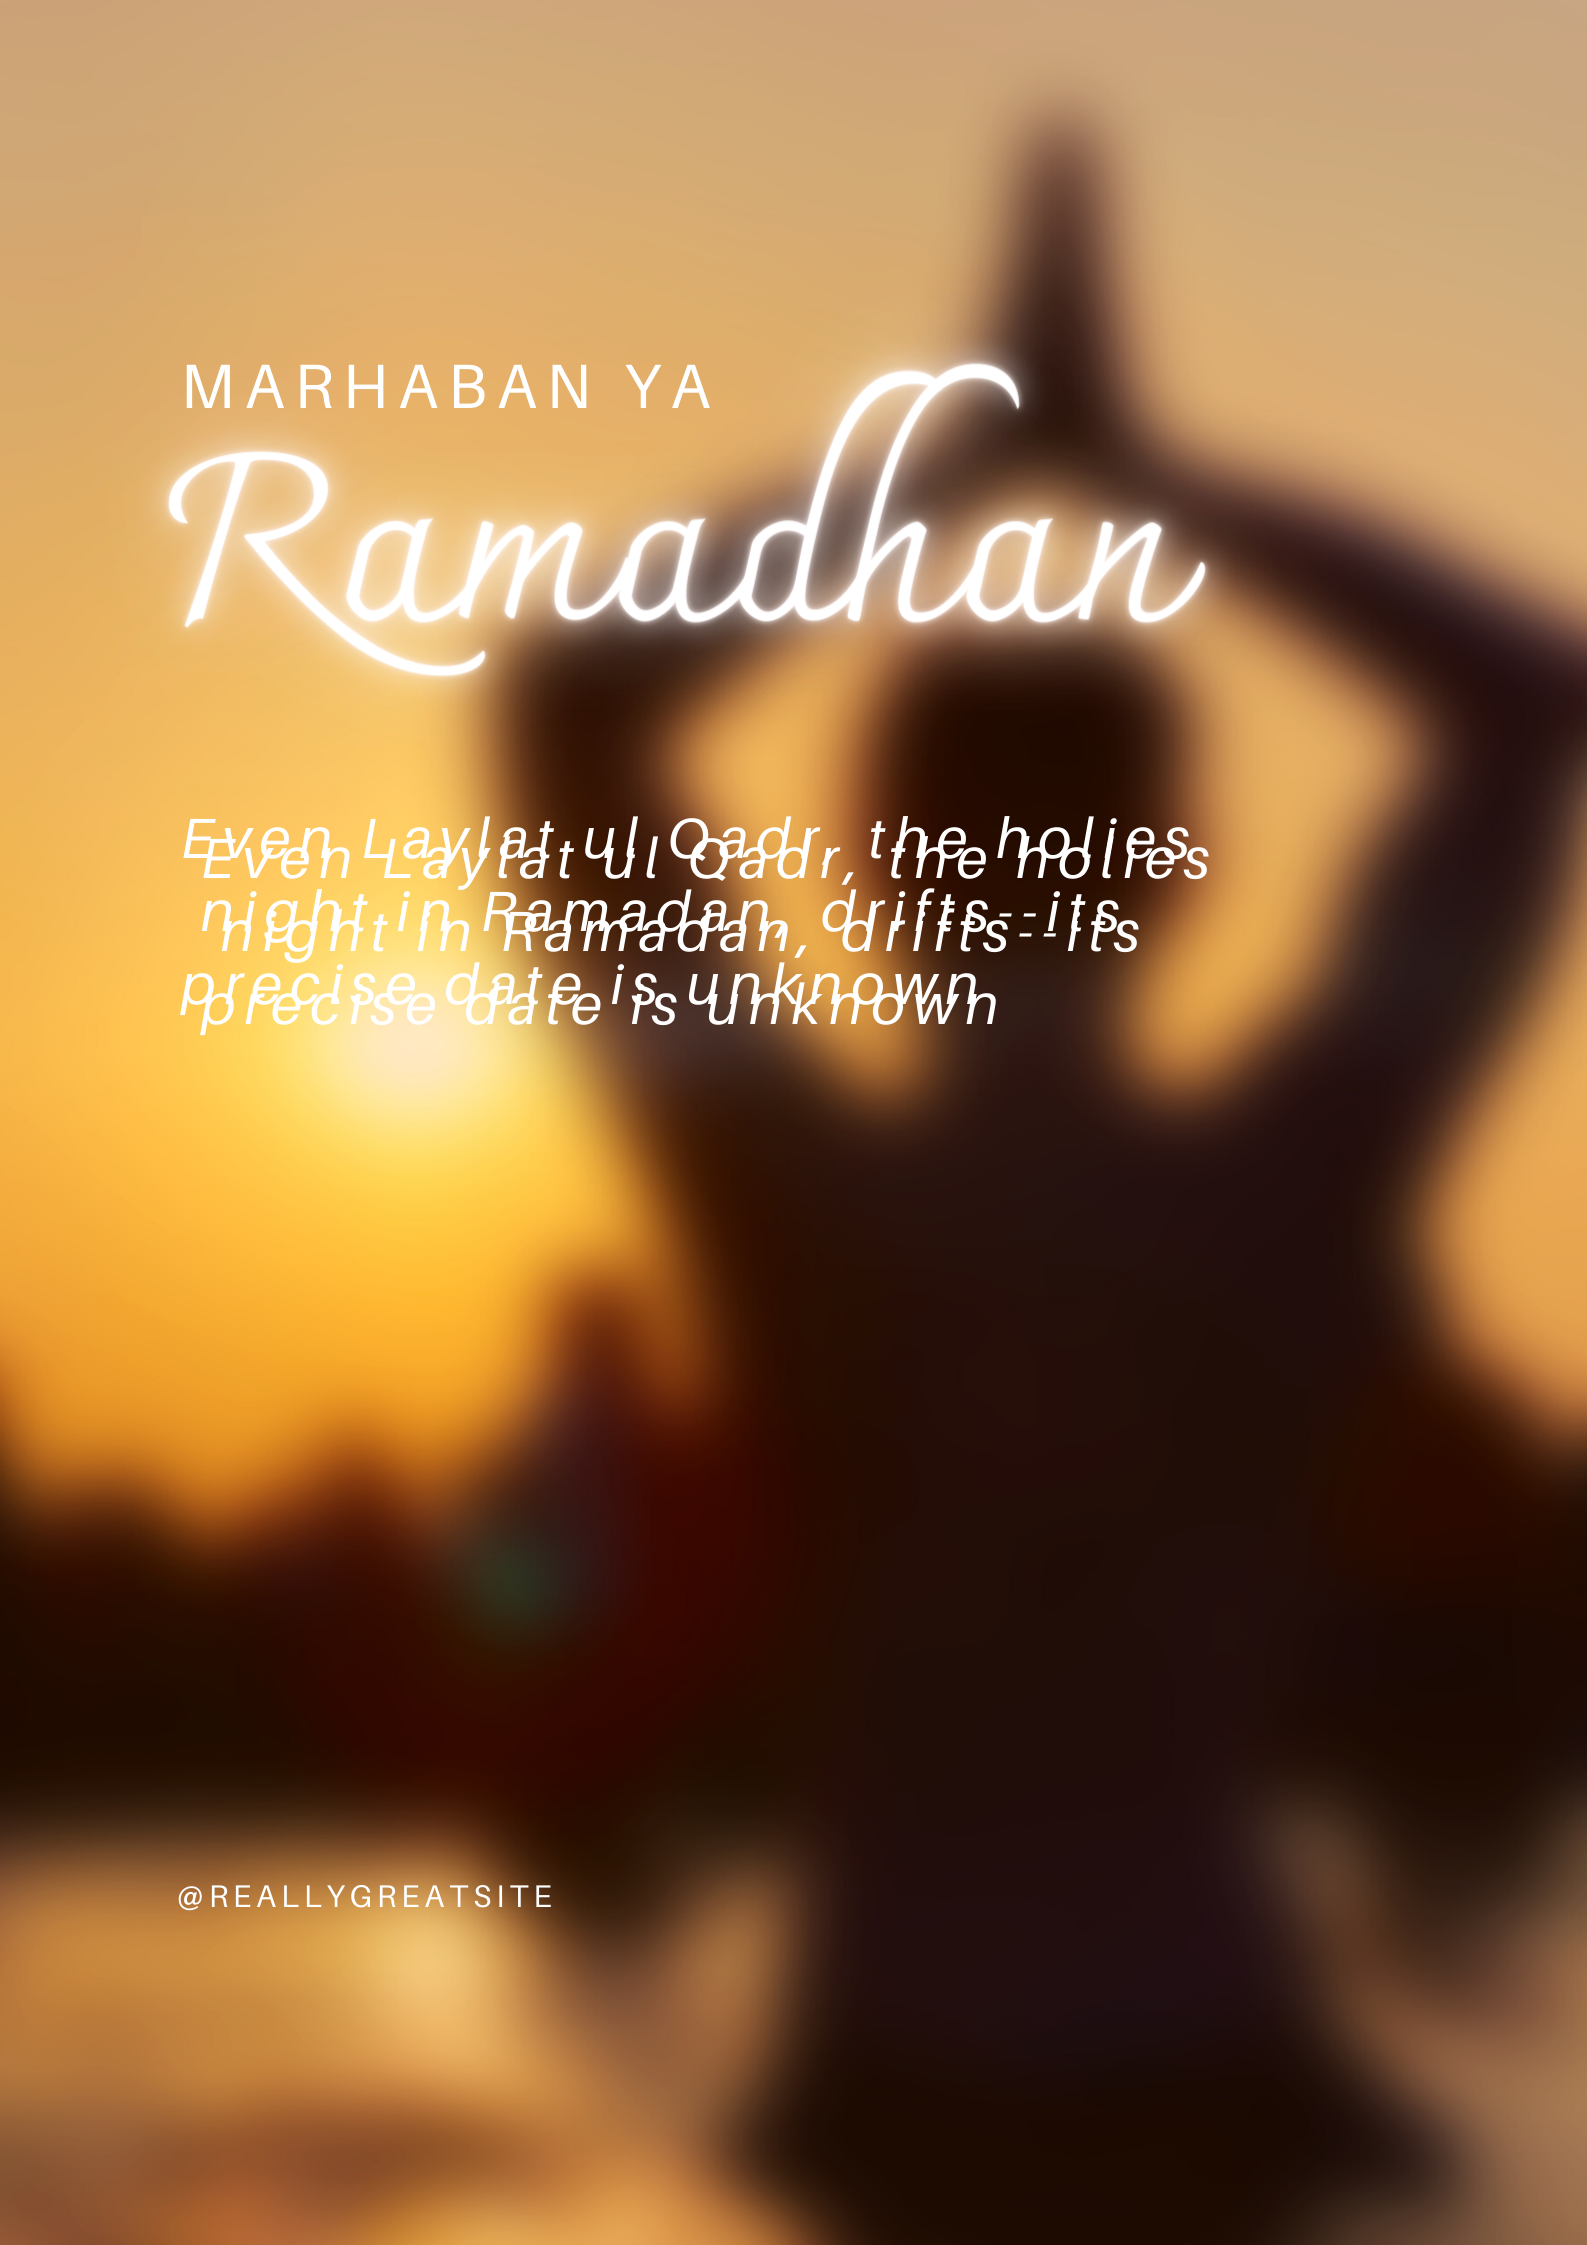 MARHABAN YA
Ramadhan
Even Laylat ul Qadr, the holies
Even Laylat ul Qadr, the holies
night in Ramadan, drifts--its
night in Ramadan, drifts--its
precise date is unknown
precise date is unknown
@REALLYGREATSITE